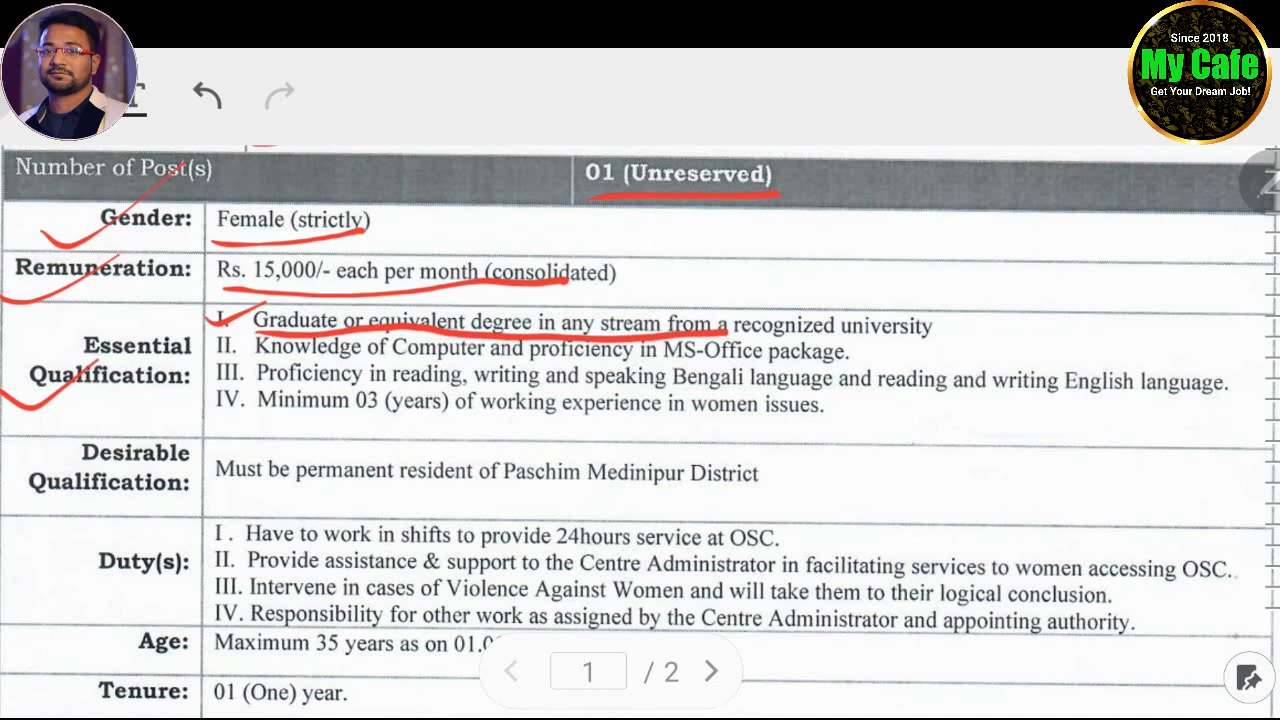 Since 2018
My Cafe
Get Your Dream Job!
Number of Post(s) 01 (Unreserved)
Gender: Female (strictly)
Remuneration: Rs. 15,000/- each per month (consolidated)
Essential Qualification:
I. Graduate or equivalent degree in any stream from a recognized university
II. Knowledge of Computer and proficiency in MS-Office package.
III. Proficiency in reading, writing and speaking Bengali language and reading and writing English language.
IV. Minimum 03 (years) of working experience in women issues.
Desirable
Qualification: Must be permanent resident of Paschim Medinipur District
Duty(s):
I . Have to work in shifts to provide 24hours service at OSC.
II. Provide assistance & support to the Centre Administrator in facilitating services to women accessing OSC.
III. Intervene in cases of Violence Against Women and will take them to their logical conclusion.
IV. Responsibility for other work as assigned by the Centre Administrator and appointing authority.
Age: Maximum 35 years as on
Tenure: 01 (One) year.
1 / 2